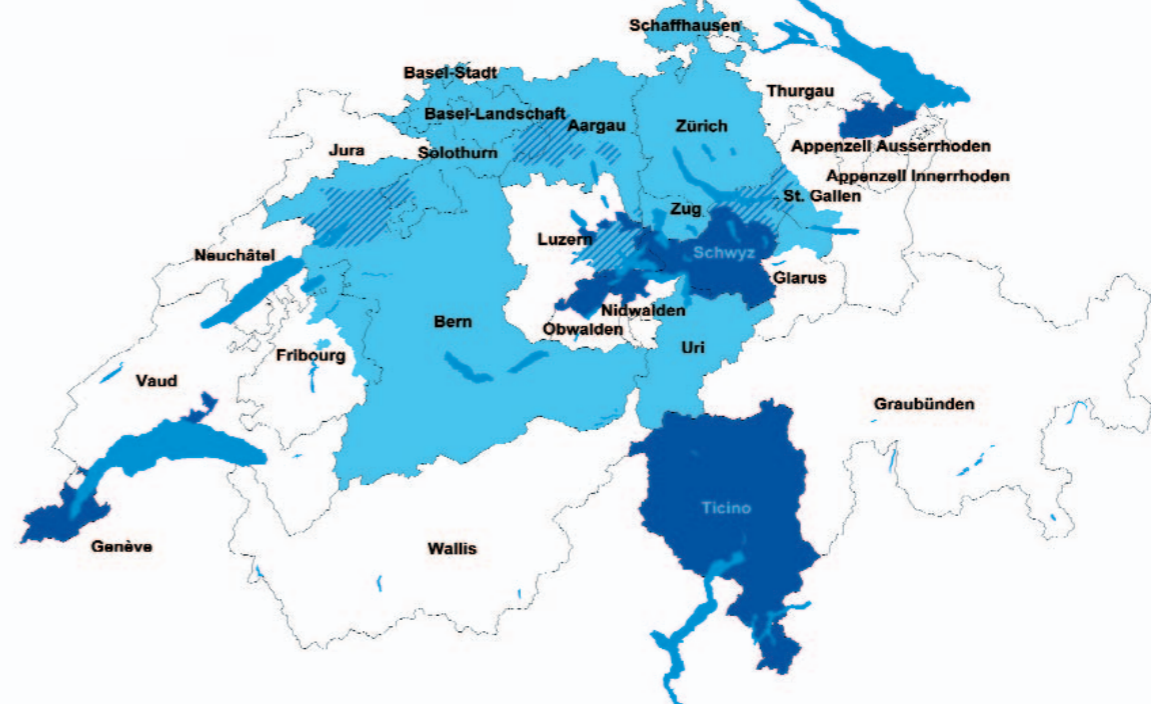 Schaffhausen
Basel-Stadt
Thurgau
Basel-Landschaft
Aargau
Zürich
Jura
Solothurn
Appenzell Ausserrhoden
Appenzell Innerrhoden
St. Gallen
Zug
Luzern
Schwyz
Neuchâtel
Glarus
Nidwalden
Obwalden
Bern
Uri
Fribourg
Vaud
Graubünden
Ticino
Genève
Wallis